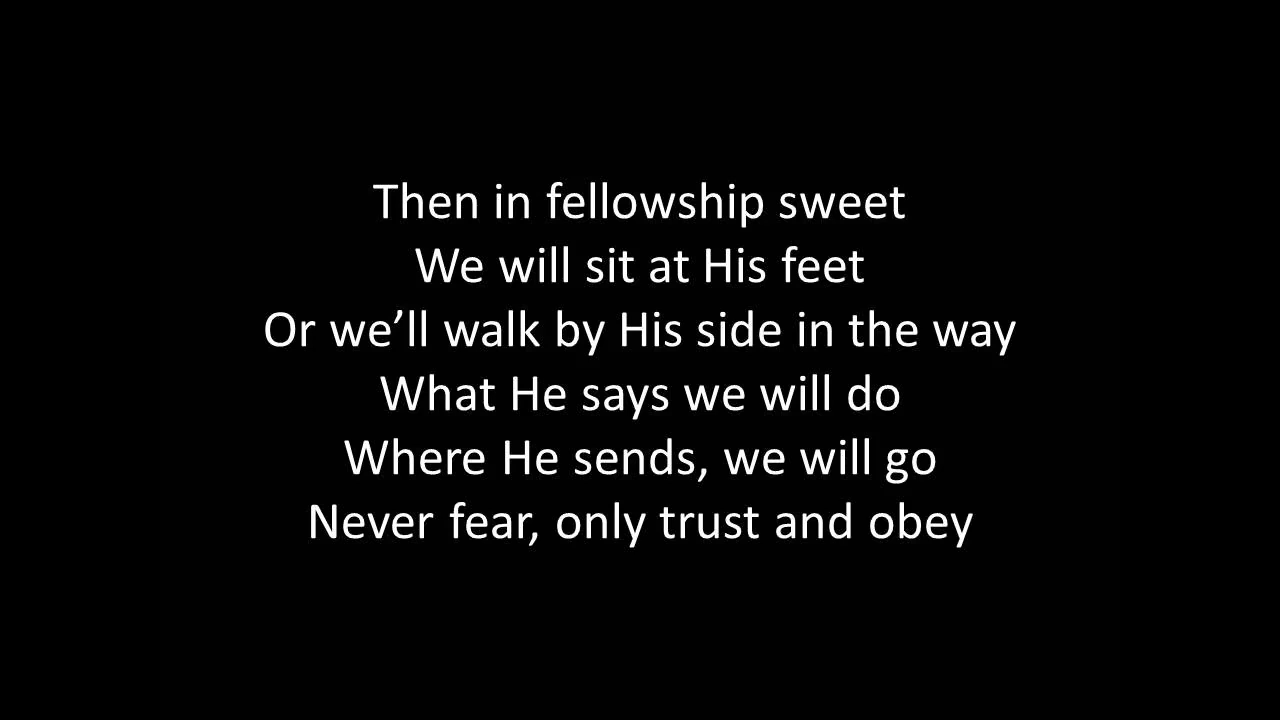 Then in fellowship sweet
We will sit at His feet
Or we’ll walk by His side in the way
What He says we will do
Where He sends, we will go
Never fear, only trust and obey